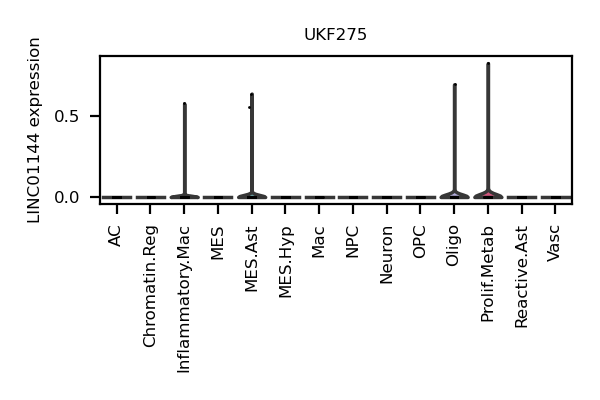 UKF275
LINC01144 expression
0.5
0.0
AC
Chromatin.Reg
Inflammatory.Mac
MES
MES.Ast
MES.Hyp
Mac
NPC
Neuron
OPC
Oligo
Prolif.Metab
Reactive.Ast
Vasc